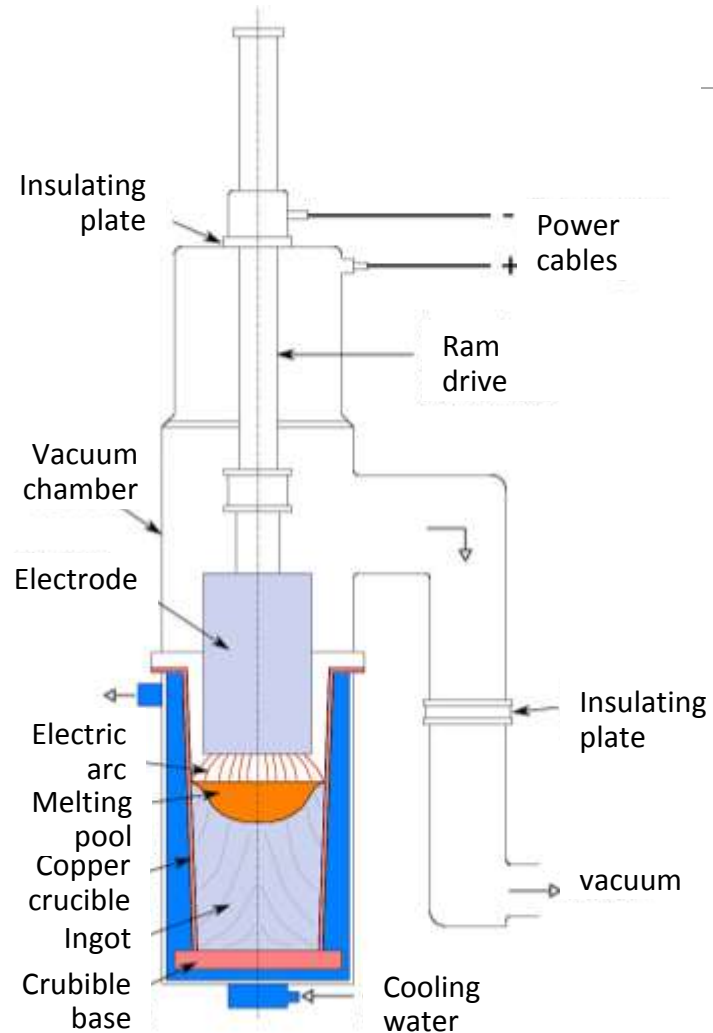 Insulating
plate
-
Power
cables
+
Ram
drive
Vacuum
chamber
Electrode
Insulating
plate
Electric
arc
Melting
pool
Copper
crucible
vacuum
Ingot
Crubible
base
Cooling
water